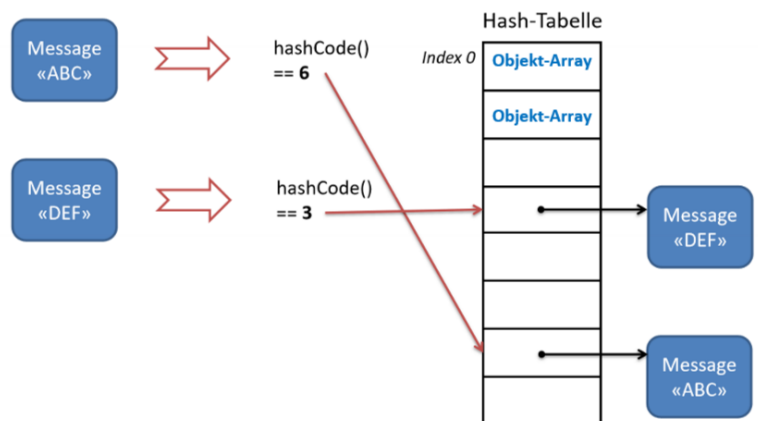 Hash-Tabelle
Message
«ABC»
hashCode()
== 6
Index 0
Objekt-Array
Objekt-Array
Message
«DEF»
hashCode()
== 3
Message
«DEF»
Message
«ABC»